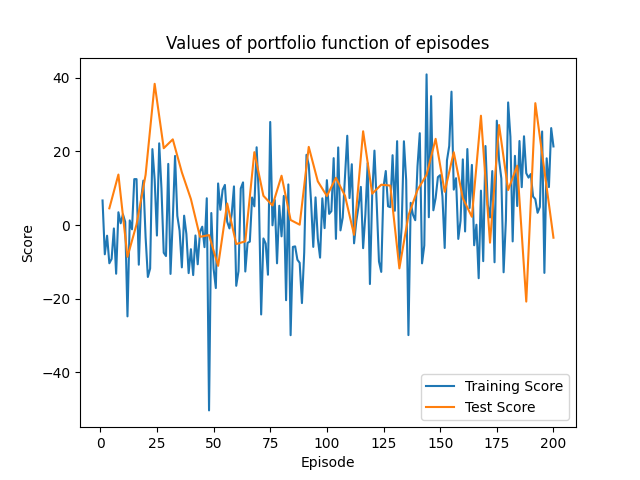 Values of portfolio function of episodes
Score
40
20
0
−20
−40
Training Score
Test Score
0
25
50
75
100
125
150
175
200
Episode